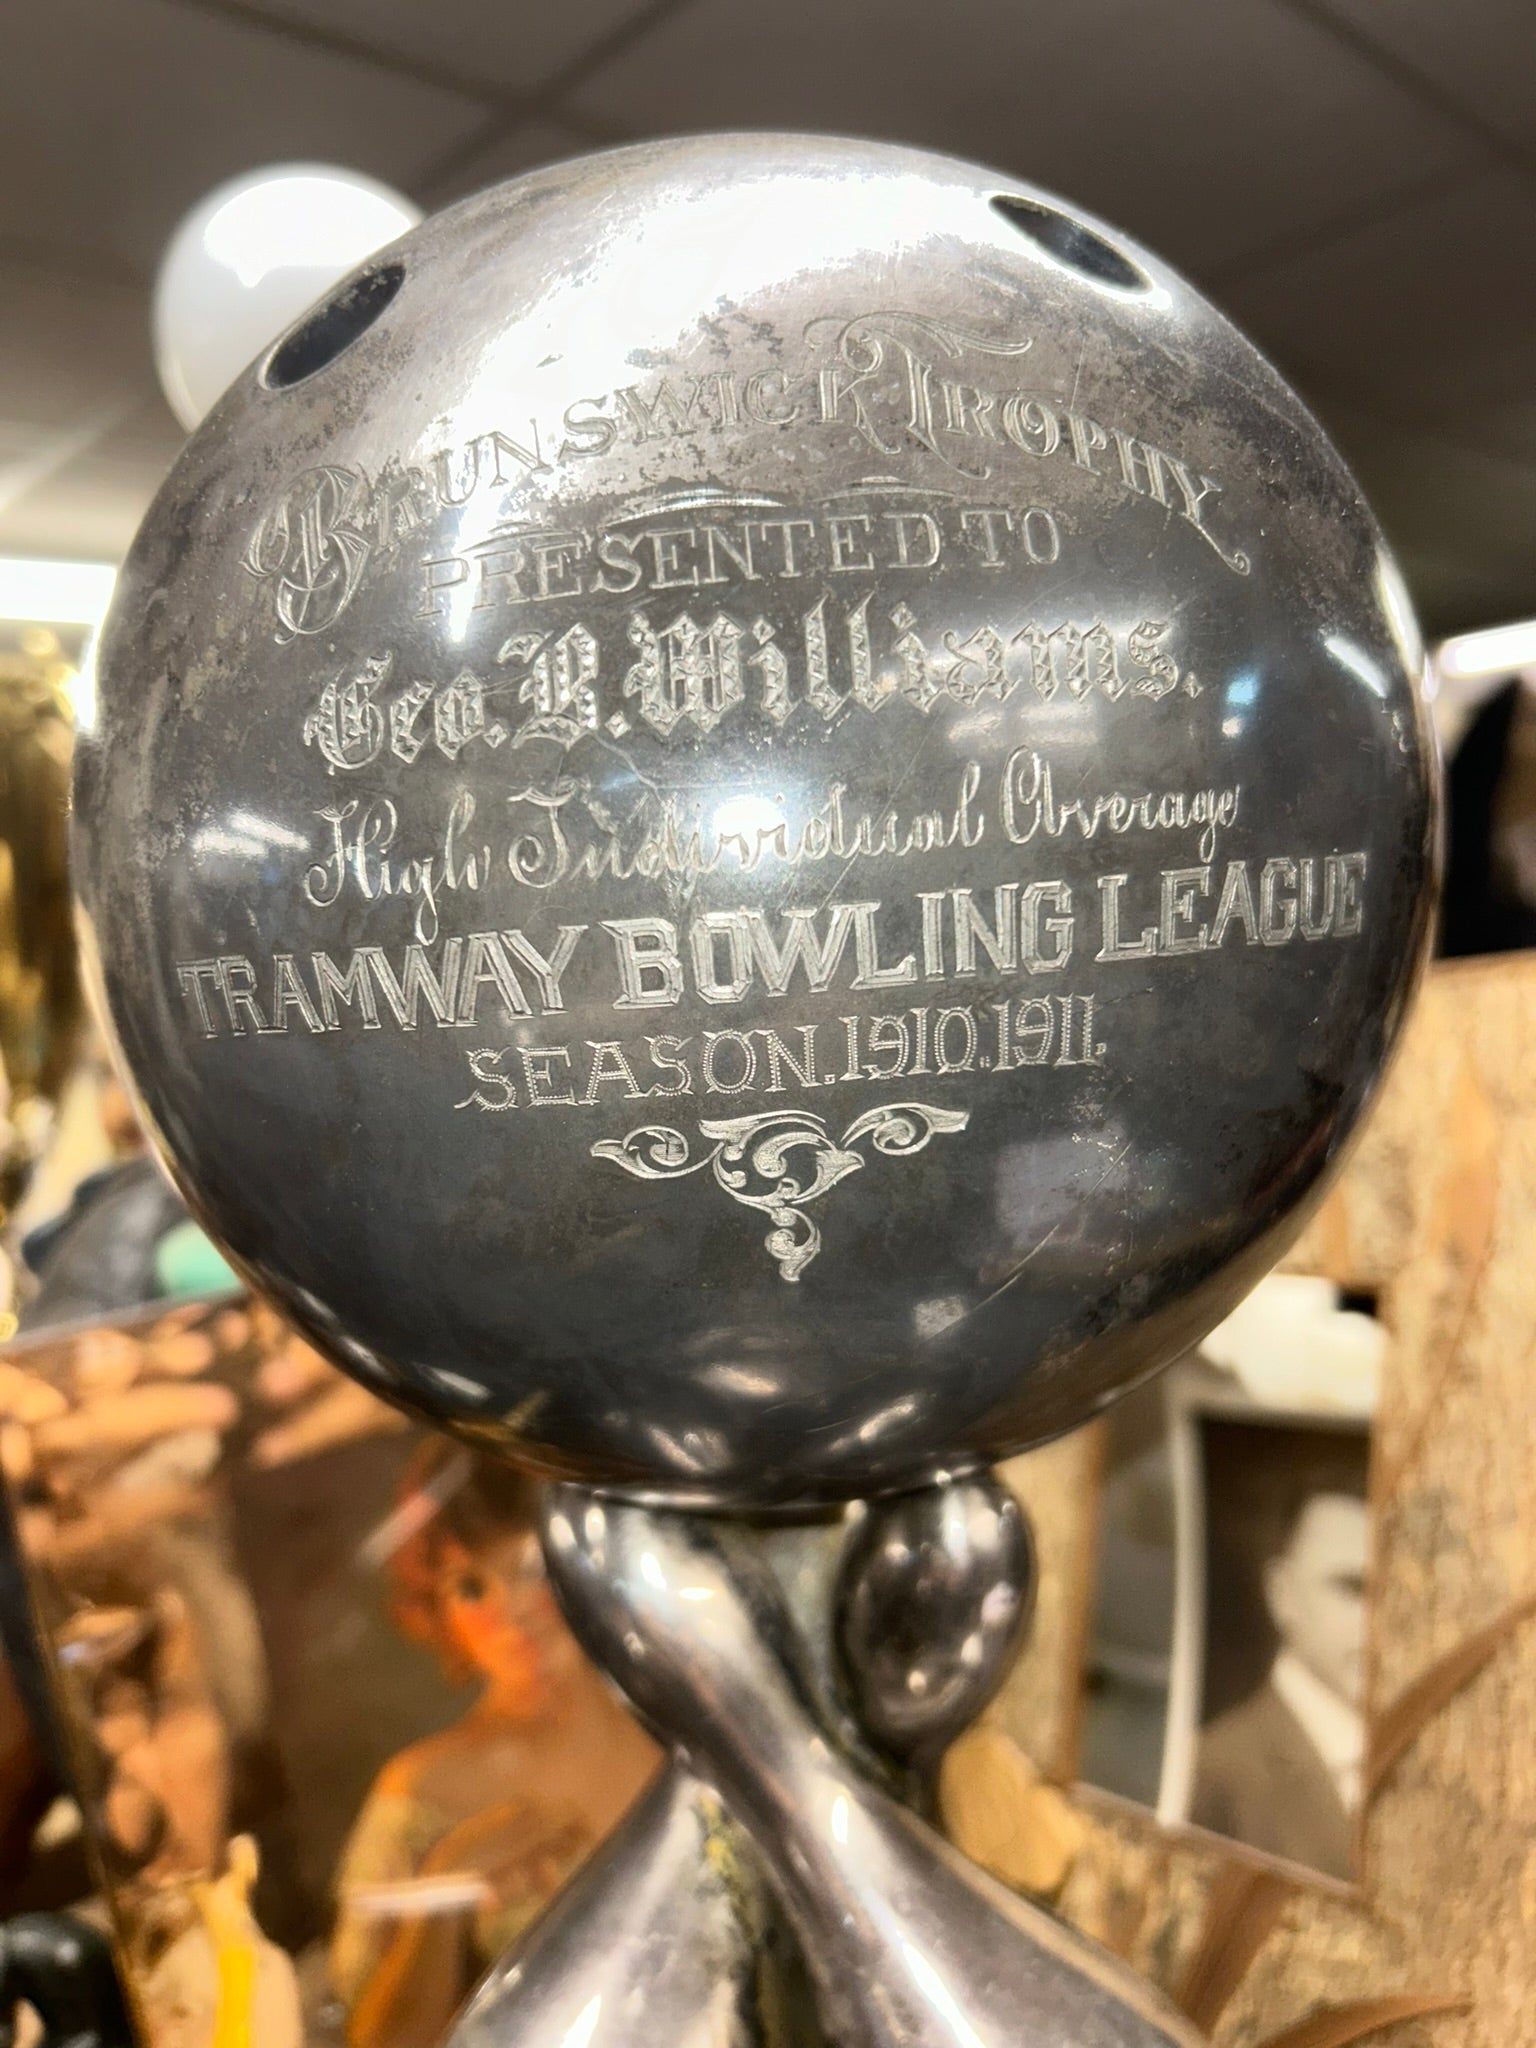 BRUNSWICK TROPHY
PRESENTED TO
Geo. B. Williams.
High Individual Average
TRAMWAY BOWLING LEAGUE
SEASON. 1910.. 1911.